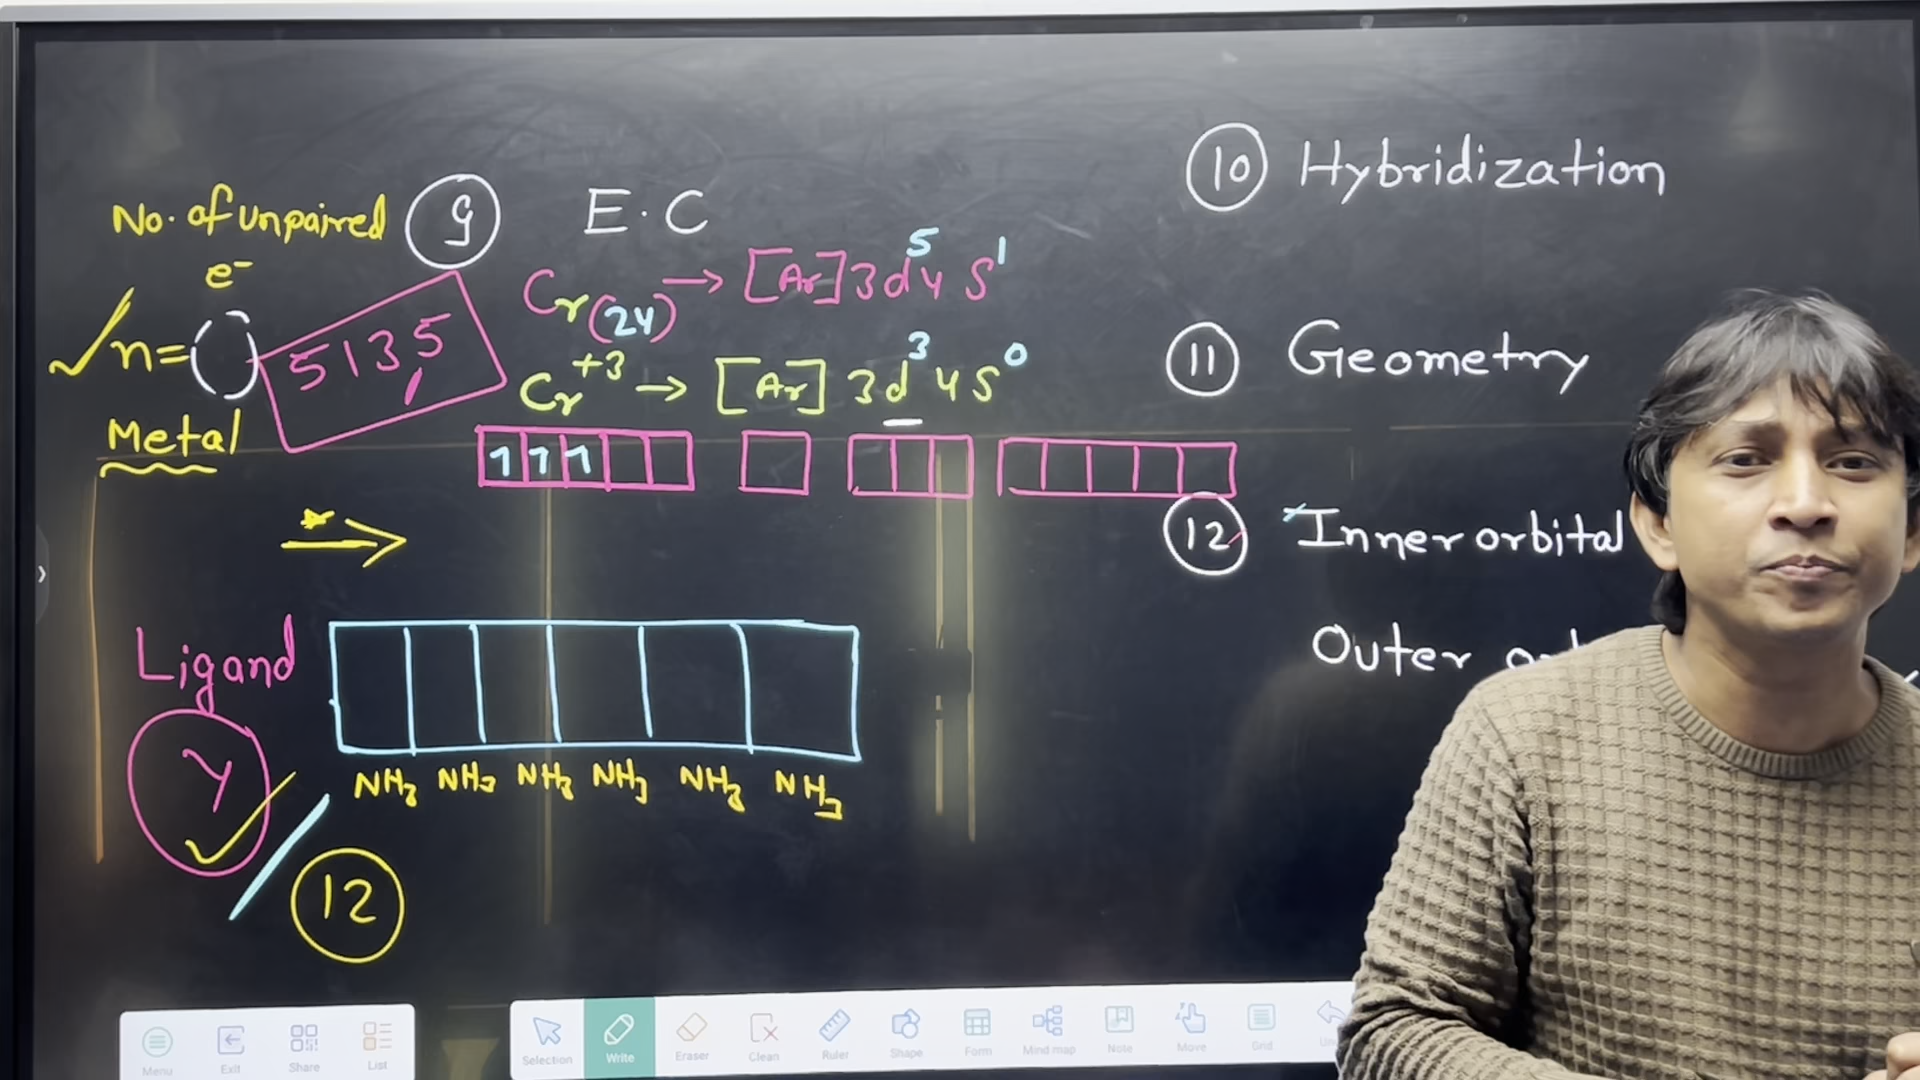 No. of unpaired
e⁻
n=( )
5135
Metal
9 E.C
Cr(24) → [Ar] 3d⁵ 4S¹
Cr⁺³ → [Ar] 3d³ 4S⁰
1 1 1
Ligand
Y
12
NH₃ NH₃ NH₃ NH₃ NH₃ NH₃
10 Hybridization
11 Geometry
12 Inner orbital
Outer
Menu Exit Share List
Selection Write Eraser Clean Ruler Shape Form Mind map Note Move Grid